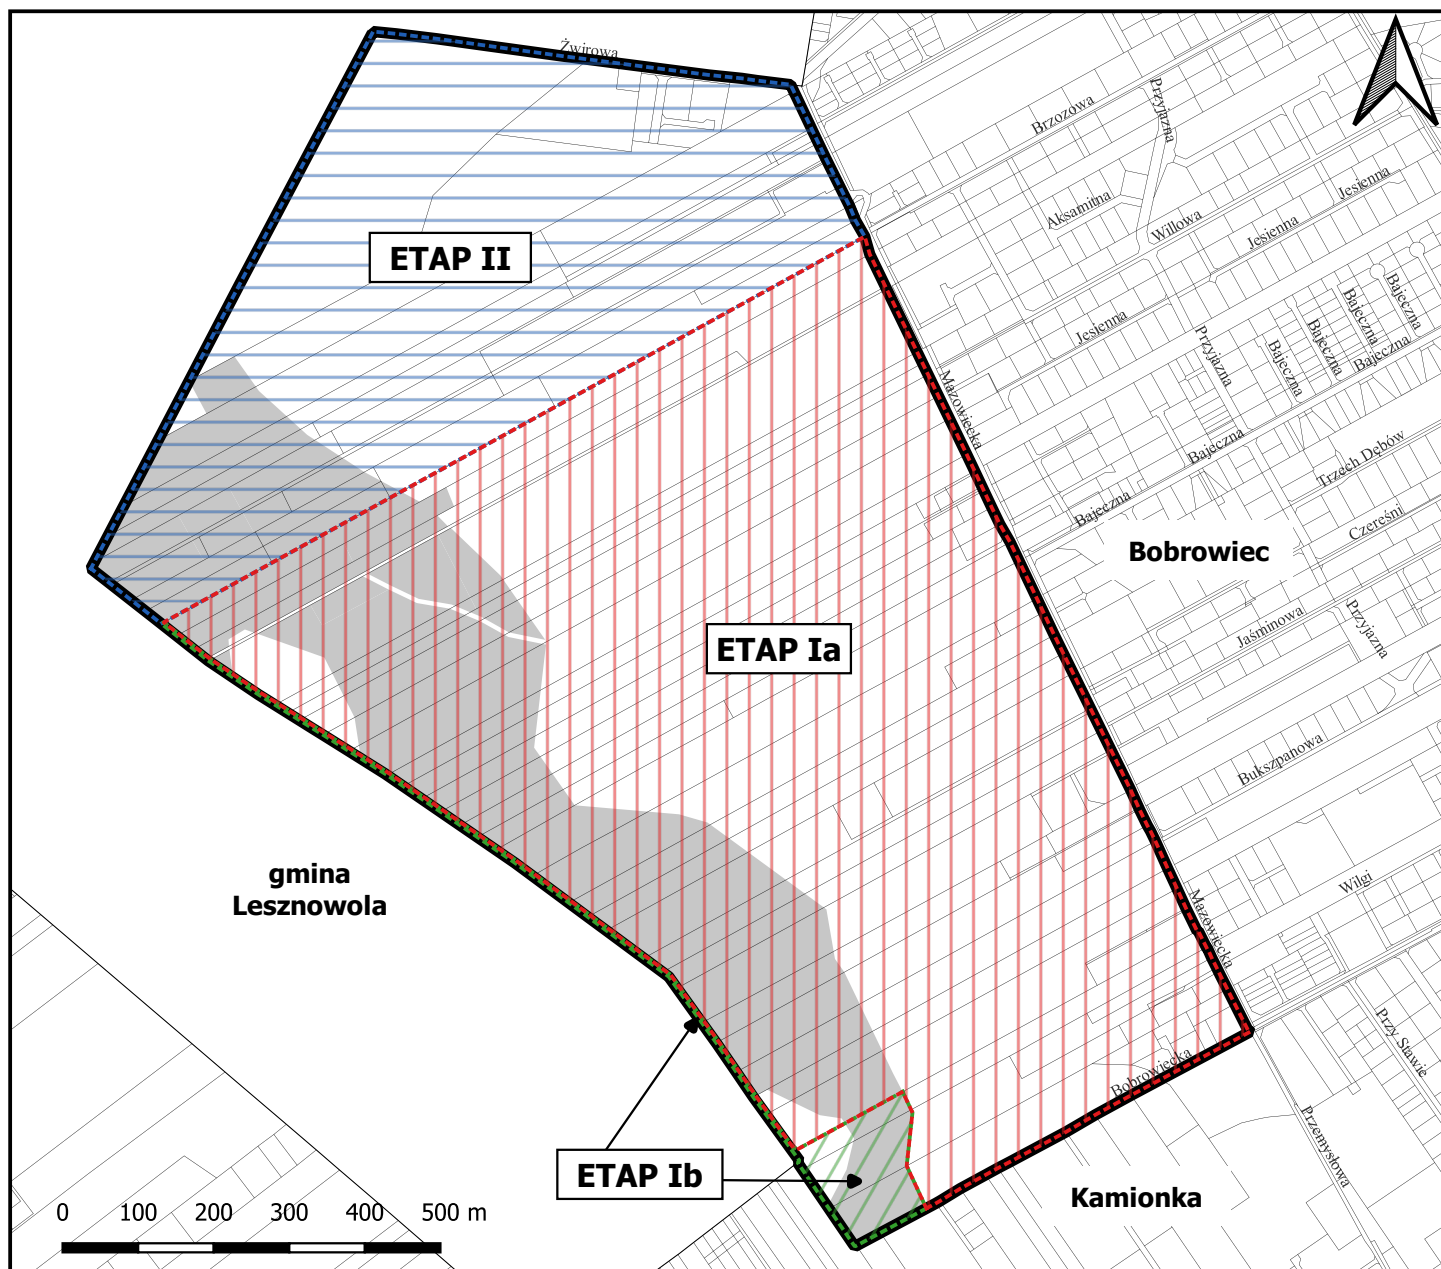 Żwirowa
Brzozowa
Przyjazna
Aksamitna
Willowa
Jesienna
Jesienna
ETAP II
Jesienna
Przyjazna
Bajeczna
Bajeczna
Bajeczna
Bajeczna
Bajeczna
Mazowiecka
Bajeczna
Trzech Dębów
Bajeczna
Czereśni
Bobrowiec
Jaśminowa
Przyjazna
ETAP Ia
Bukszpanowa
gmina
Lesznowola
Wilgi
Mazowiecka
Przy Stawie
Bobrowiecka
Przemysłowa
ETAP Ib
Kamionka
0 100 200 300 400 500 m